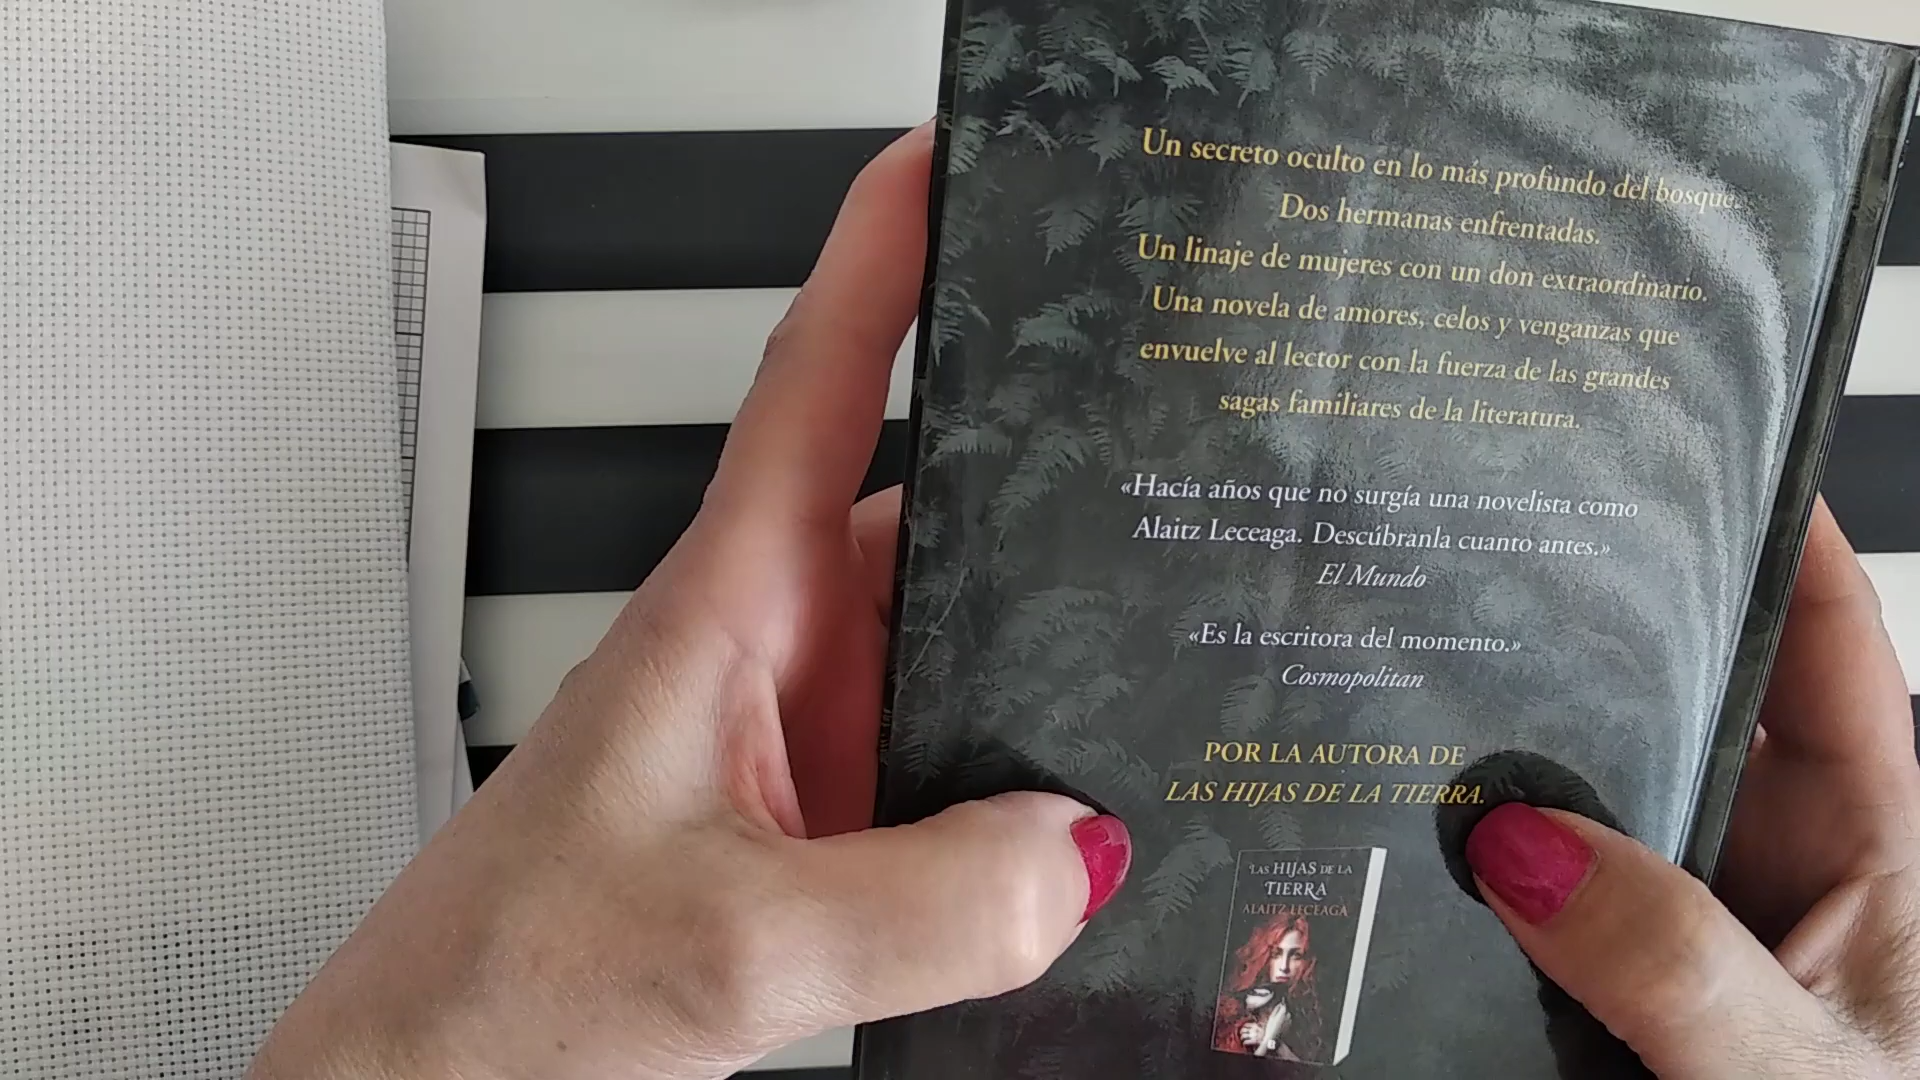 Un secreto oculto en lo más profundo del bosque.
Dos hermanas enfrentadas.
Un linaje de mujeres con un don extraordinario.
Una novela de amores, celos y venganzas que
envuelve al lector con la fuerza de las grandes
sagas familiares de la literatura.
«Hacía años que no surgía una novelista como
Alaitz Leceaga. Descúbranla cuanto antes.»
El Mundo
«Es la escritora del momento.»
Cosmopolitan
POR LA AUTORA DE
LAS HIJAS DE LA TIERRA.
LAS HIJAS DE LA
TIERRA
ALAITZ LECEAGA